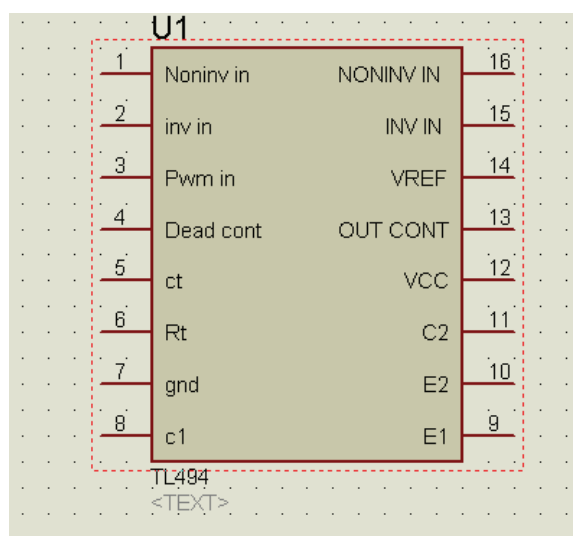 U1
1 Noninv in NONINV IN 16
2 inv in INV IN 15
3 Pwm in VREF 14
4 Dead cont OUT CONT 13
5 ct VCC 12
6 Rt C2 11
7 gnd E2 10
8 c1 E1 9
TL494
<TEXT>